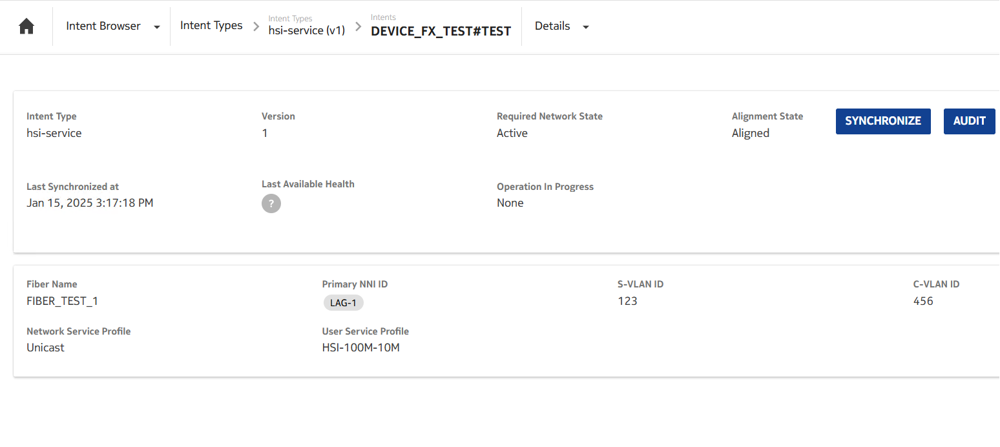 Intent Browser
Intent Types
Intent Types
hsi-service (v1)
Intents
DEVICE_FX_TEST#TEST
Details
Intent Type
hsi-service
Version
1
Required Network State
Active
Alignment State
Aligned
SYNCHRONIZE
AUDIT
Last Synchronized at
Jan 15, 2025 3:17:18 PM
Last Available Health
?
Operation In Progress
None
Fiber Name
FIBER_TEST_1
Primary NNI ID
LAG-1
S-VLAN ID
123
C-VLAN ID
456
Network Service Profile
Unicast
User Service Profile
HSI-100M-10M